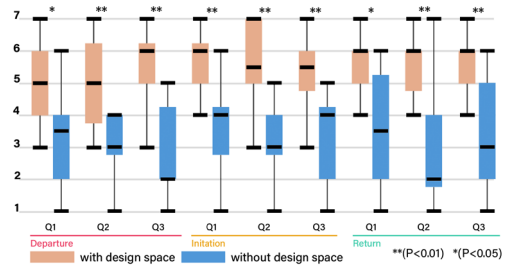 7 * ** ** ** ** ** * ** **
6
5
4
3
2
1
Q1 Q2 Q3 Q1 Q2 Q3 Q1 Q2 Q3
Departure Initation Return
with design space without design space **(P<0.01) *(P<0.05)